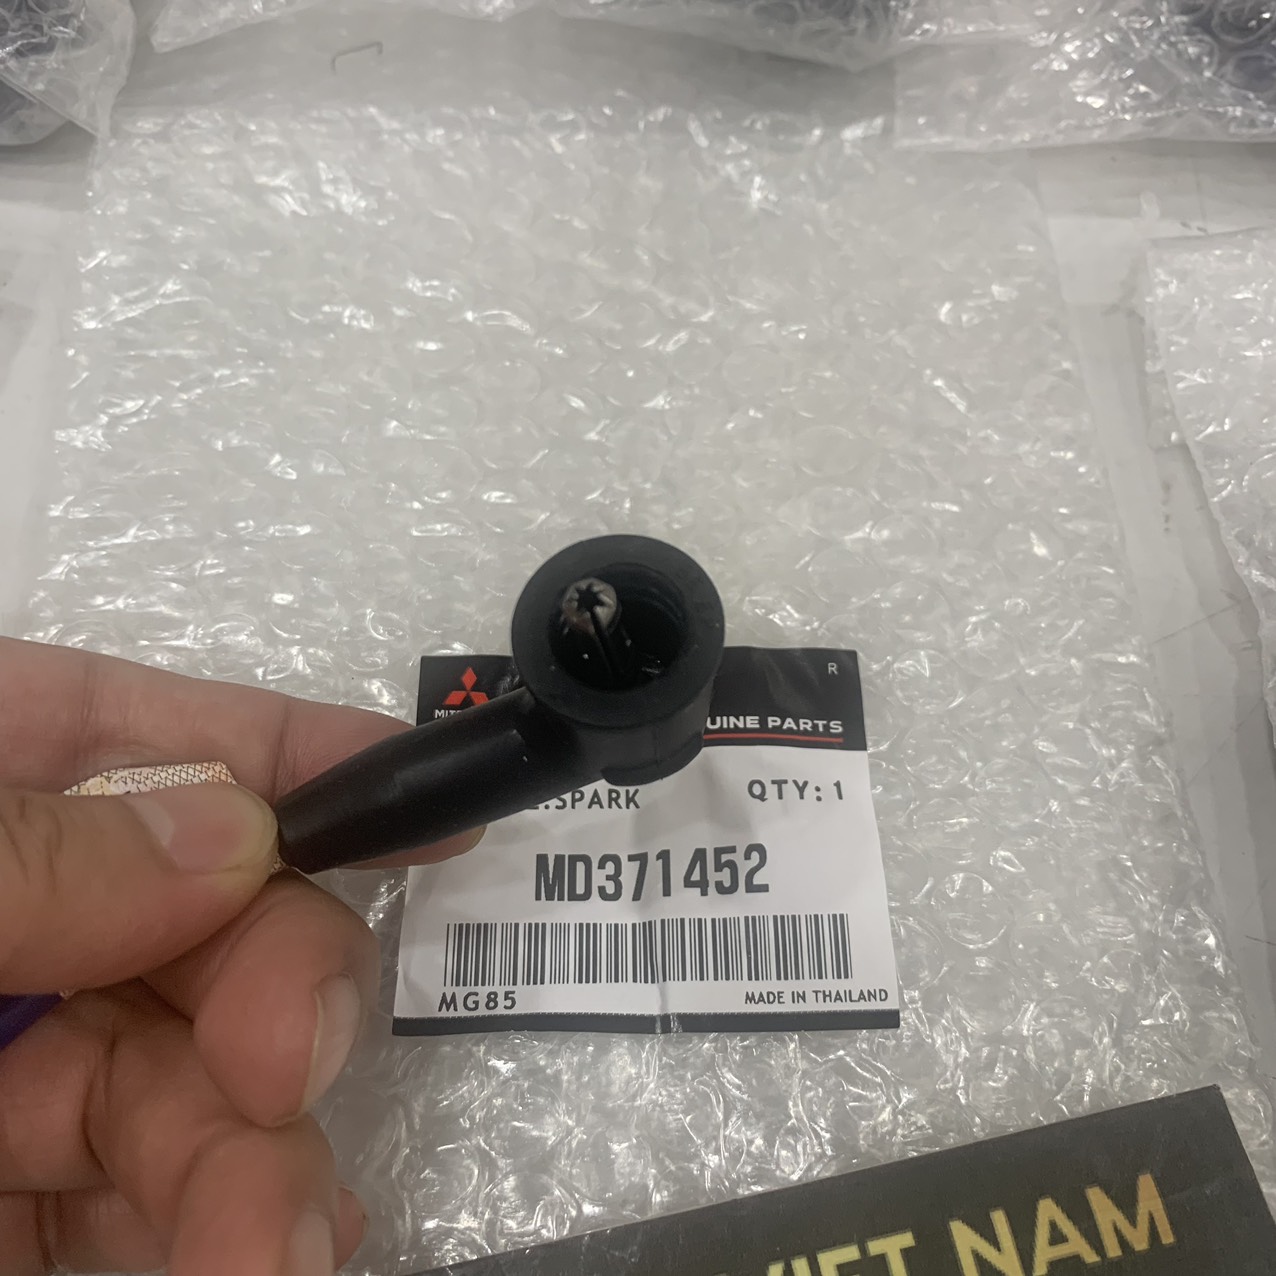 R
UINE PARTS
.SPARK
QTY: 1
MD371452
MG85
MADE IN THAILAND
VIET NAM